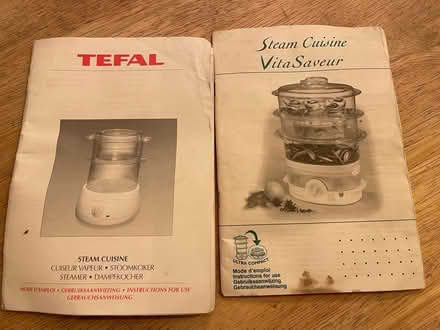 TEFAL
STEAM CUISINE
CUISEUR VAPEUR • STOOMKOKER
STEAMER • DAMPFKOCHER
MODE D'EMPLOI • GEBRUIKSAANWIJZING • INSTRUCTIONS FOR USE
GEBRAUCHSANWEISUNG
Steam Cuisine
VitaSaveur
ULTRA COMPACT
Mode d'emploi
Instructions for use
Gebruiksaanwijzing
Gebrauchsanweisung